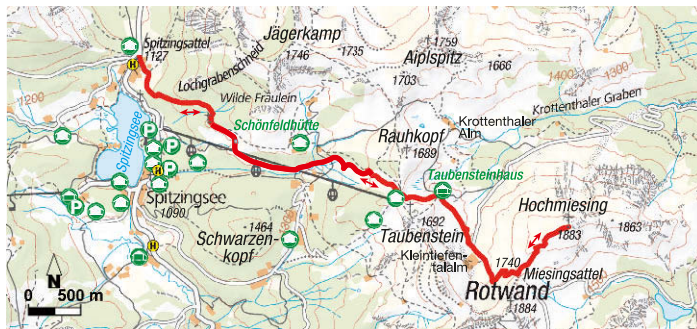 Spitzingsattel
1127
Jägerkamp
1746
1735
1759
Aiplspitz
1703
1666
1400
1300
1200
Lochgrabenschneid
Wilde Fräulein
Schönfeldhütte
Krottenthaler Graben
Krottenthaler
Alm
Rauhkopf
1689
Taubensteinhaus
Spitzingsee
P
P
P
P
H
H
H
Spitzingsee
1090
1464
Schwarzen-
kopf
1692
Taubenstein
Kleintiefen-
talalm
Hochmiesing
1883
1863
1740
Miesingsattel
Rotwand
1884
N
0 500 m